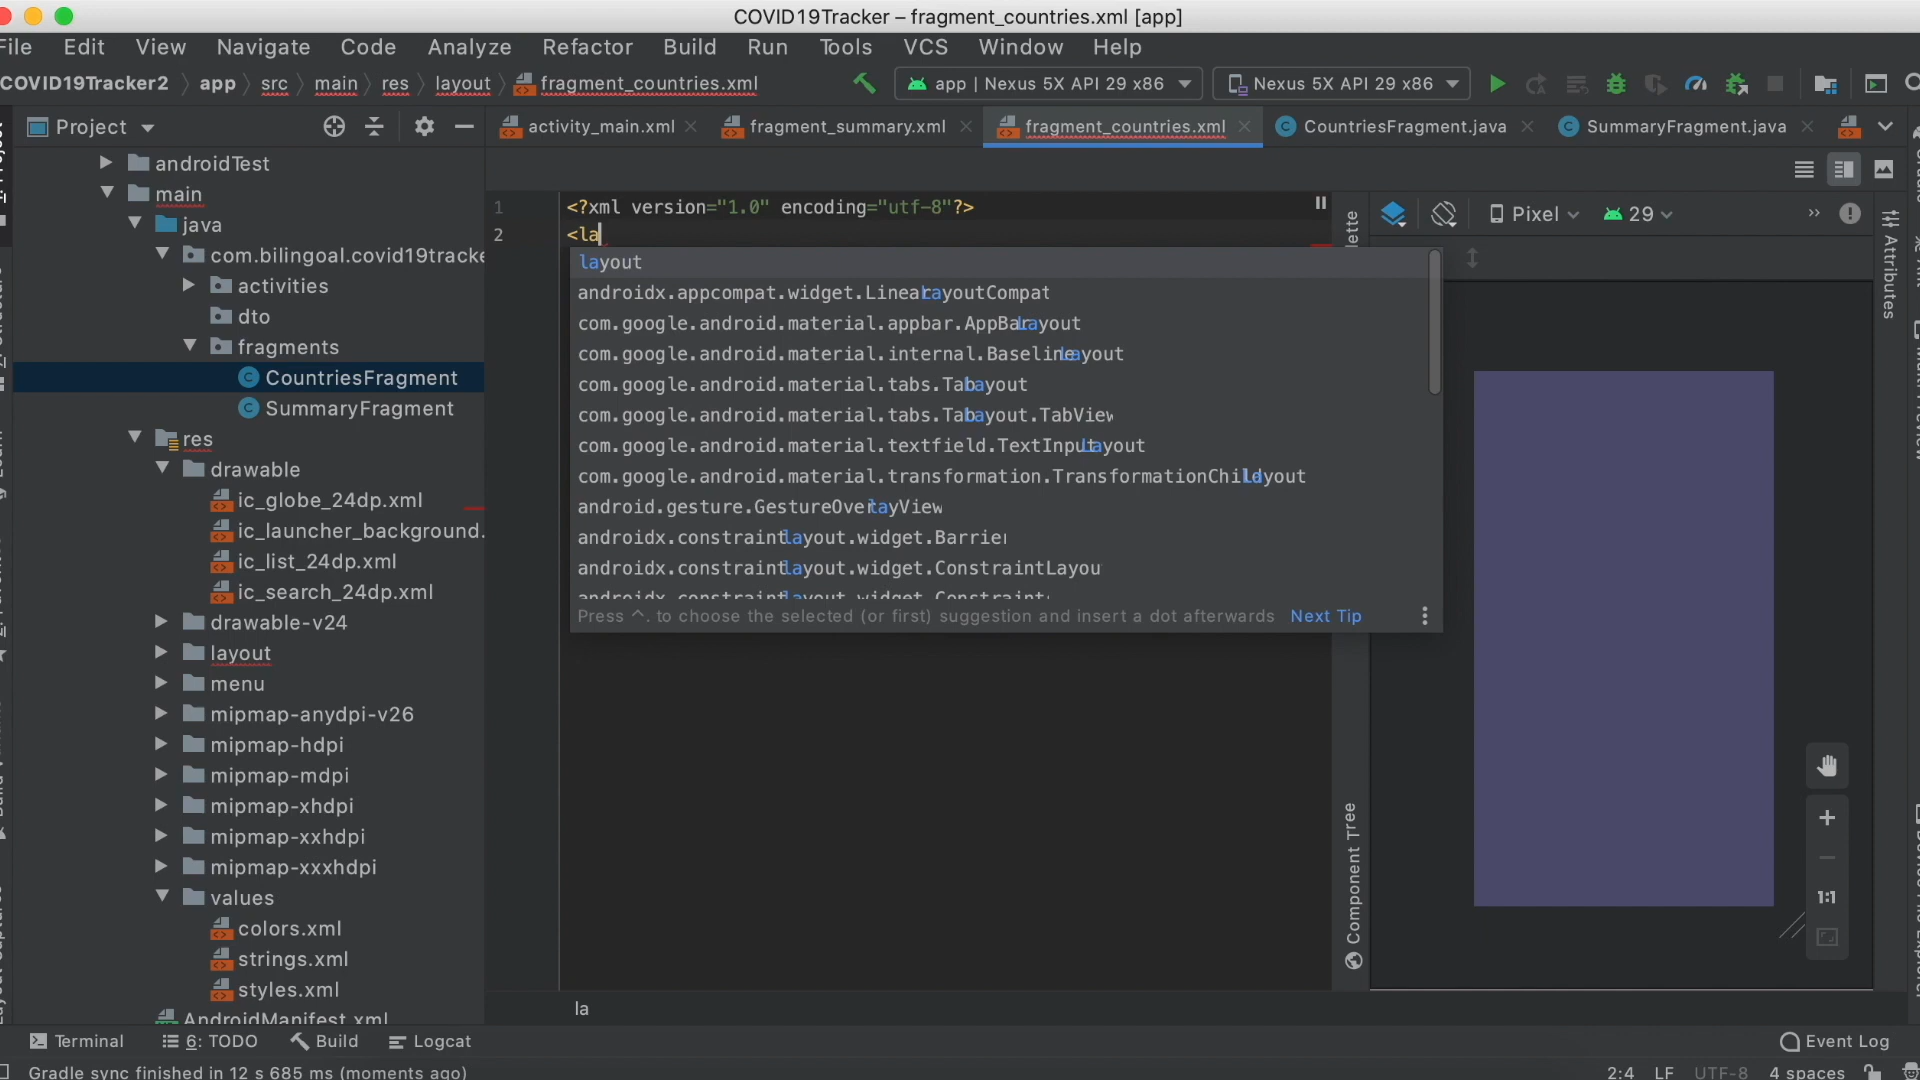 COVID19Tracker – fragment_countries.xml [app]
File Edit View Navigate Code Analyze Refactor Build Run Tools VCS Window Help
COVID19Tracker2 app src main res layout fragment_countries.xml app | Nexus 5X API 29 x86 Nexus 5X API 29 x86
Project activity_main.xml fragment_summary.xml fragment_countries.xml CountriesFragment.java SummaryFragment.java
androidTest
main
java
com.bilingoal.covid19tracke
activities
dto
fragments
CountriesFragment
SummaryFragment
res
drawable
ic_globe_24dp.xml
ic_launcher_background.
ic_list_24dp.xml
ic_search_24dp.xml
drawable-v24
layout
menu
mipmap-anydpi-v26
mipmap-hdpi
mipmap-mdpi
mipmap-xhdpi
mipmap-xxhdpi
mipmap-xxxhdpi
values
colors.xml
strings.xml
styles.xml
AndroidManifest.xml
1 <?xml version="1.0" encoding="utf-8"?>
2 <la
layout
androidx.appcompat.widget.LinearLayoutCompat
com.google.android.material.appbar.AppBarLayout
com.google.android.material.internal.BaselineLayout
com.google.android.material.tabs.TabLayout
com.google.android.material.tabs.TabLayout.TabView
com.google.android.material.textfield.TextInputLayout
com.google.android.material.transformation.TransformationChildLayout
android.gesture.GestureOverlayView
androidx.constraintlayout.widget.Barrier
androidx.constraintlayout.widget.ConstraintLayou
androidx.constraintlayout.widget.Constraint
Press ^. to choose the selected (or first) suggestion and insert a dot afterwards Next Tip
la
lette
Component Tree
Pixel 29
Attributes
1:1
Terminal 6: TODO Build Logcat Event Log
Gradle sync finished in 12 s 685 ms (moments ago) 2:4 LF UTF-8 4 spaces